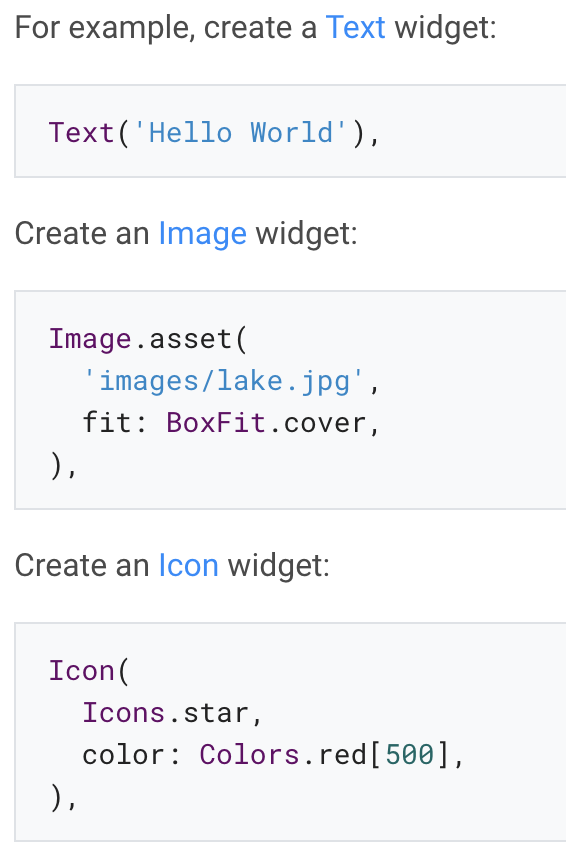 For example, create a Text widget:
Text('Hello World'),
Create an Image widget:
Image.asset(
  'images/lake.jpg',
  fit: BoxFit.cover,
),
Create an Icon widget:
Icon(
  Icons.star,
  color: Colors.red[500],
),